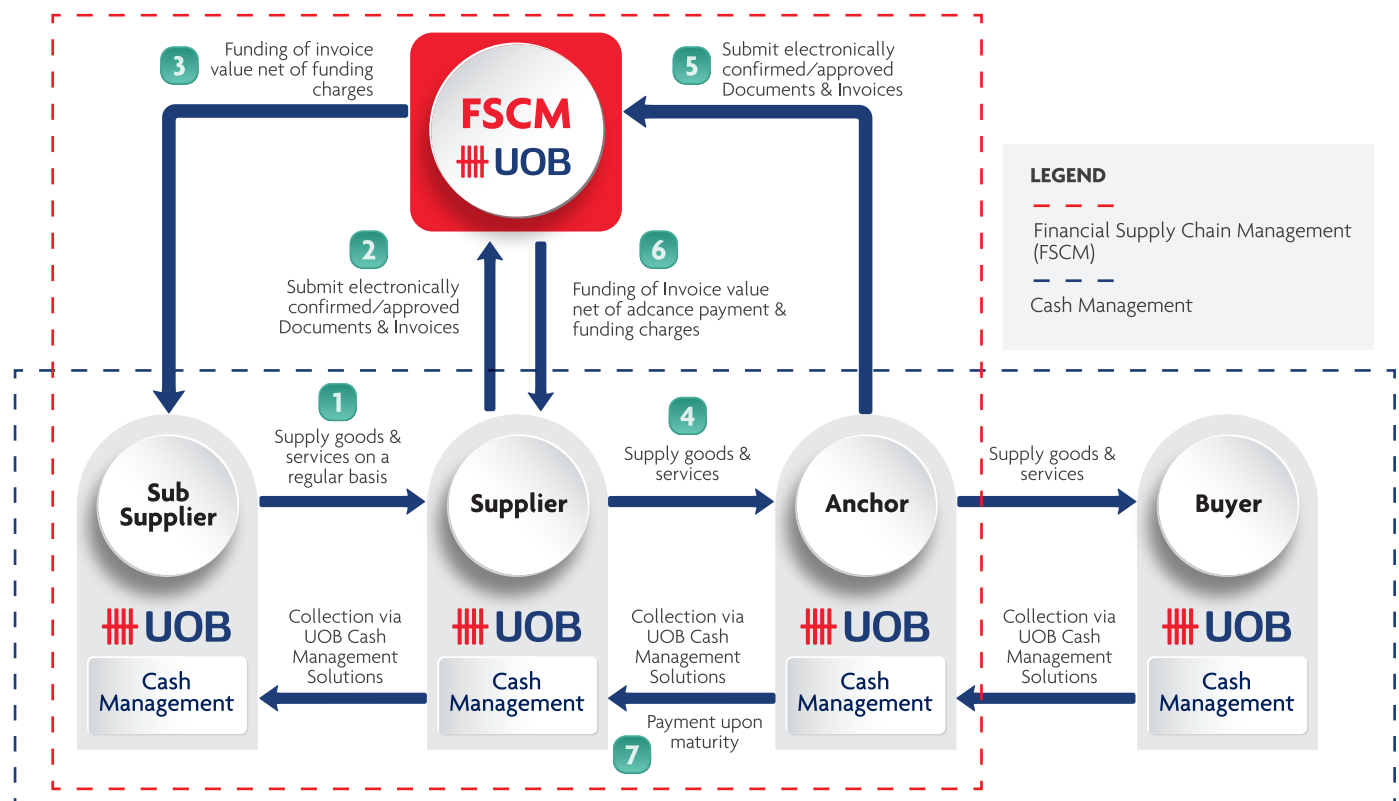 3
Funding of invoice
value net of funding
charges
FSCM
UOB
5
Submit electronically
confirmed/approved
Documents & Invoices
LEGEND
Financial Supply Chain Management
(FSCM)
Cash Management
2
Submit electronically
confirmed/approved
Documents & Invoices
6
Funding of Invoice value
net of adcance payment &
funding charges
1
Supply goods &
services on a
regular basis
4
Supply goods &
services
Supply goods &
services
Sub
Supplier
Supplier
Anchor
Buyer
UOB
Cash
Management
Collection via
UOB Cash
Management
Solutions
UOB
Cash
Management
Collection via
UOB Cash
Management
Solutions
Payment upon
maturity
7
UOB
Cash
Management
Collection via
UOB Cash
Management
Solutions
UOB
Cash
Management